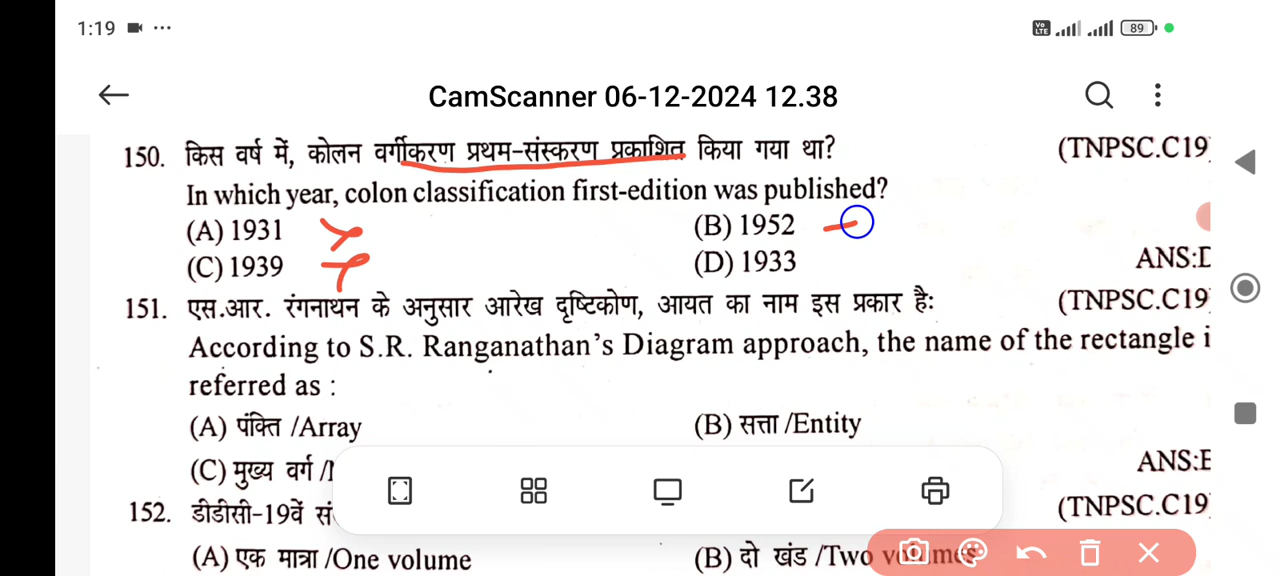 1:19 89
CamScanner 06-12-2024 12.38
150. किस वर्ष में, कोलन वर्गीकरण प्रथम-संस्करण प्रकाशित किया गया था? (TNPSC.C19)
In which year, colon classification first-edition was published?
(A) 1931 (B) 1952
(C) 1939 (D) 1933 ANS:D
151. एस.आर. रंगनाथन के अनुसार आरेख दृष्टिकोण, आयत का नाम इस प्रकार हैः (TNPSC.C19)
According to S.R. Ranganathan's Diagram approach, the name of the rectangle i
referred as :
(A) पंक्ति /Array (B) सत्ता /Entity
(C) मुख्य वर्ग / ANS:
152. डीडीसी-19वें (TNPSC.C19)
(A) एक मात्रा /One volume (B) दो खंड /Two volumes